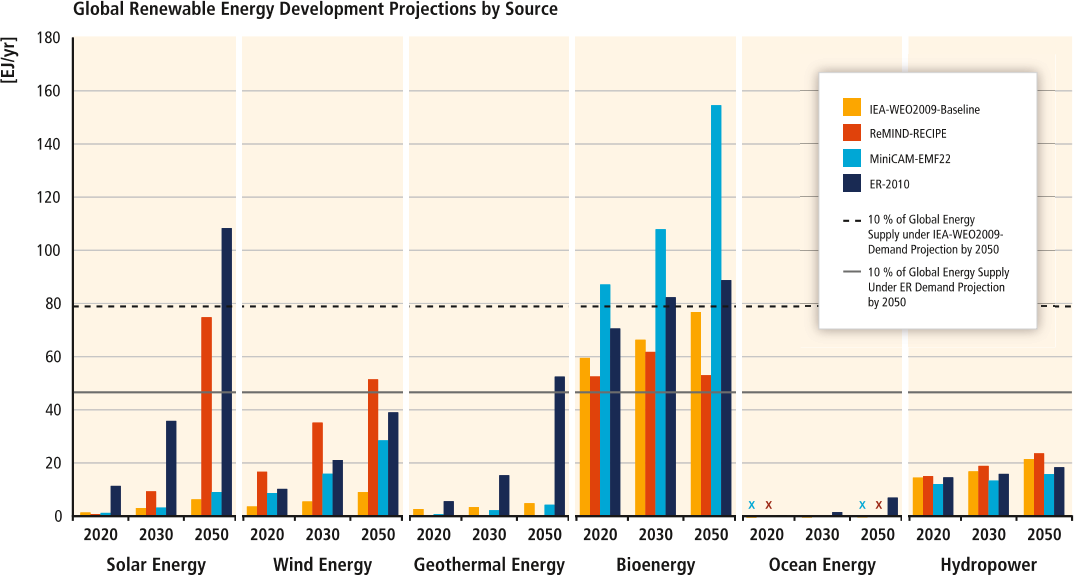 Global Renewable Energy Development Projections by Source
[EJ/yr]
180
160
140
120
100
80
60
40
20
0
IEA-WEO2009-Baseline
ReMIND-RECIPE
MiniCAM-EMF22
ER-2010
10 % of Global Energy
Supply under IEA-WEO2009-
Demand Projection by 2050
10 % of Global Energy Supply
Under ER Demand Projection
by 2050
X X X X
2020 2030 2050 2020 2030 2050 2020 2030 2050 2020 2030 2050 2020 2030 2050 2020 2030 2050
Solar Energy Wind Energy Geothermal Energy Bioenergy Ocean Energy Hydropower